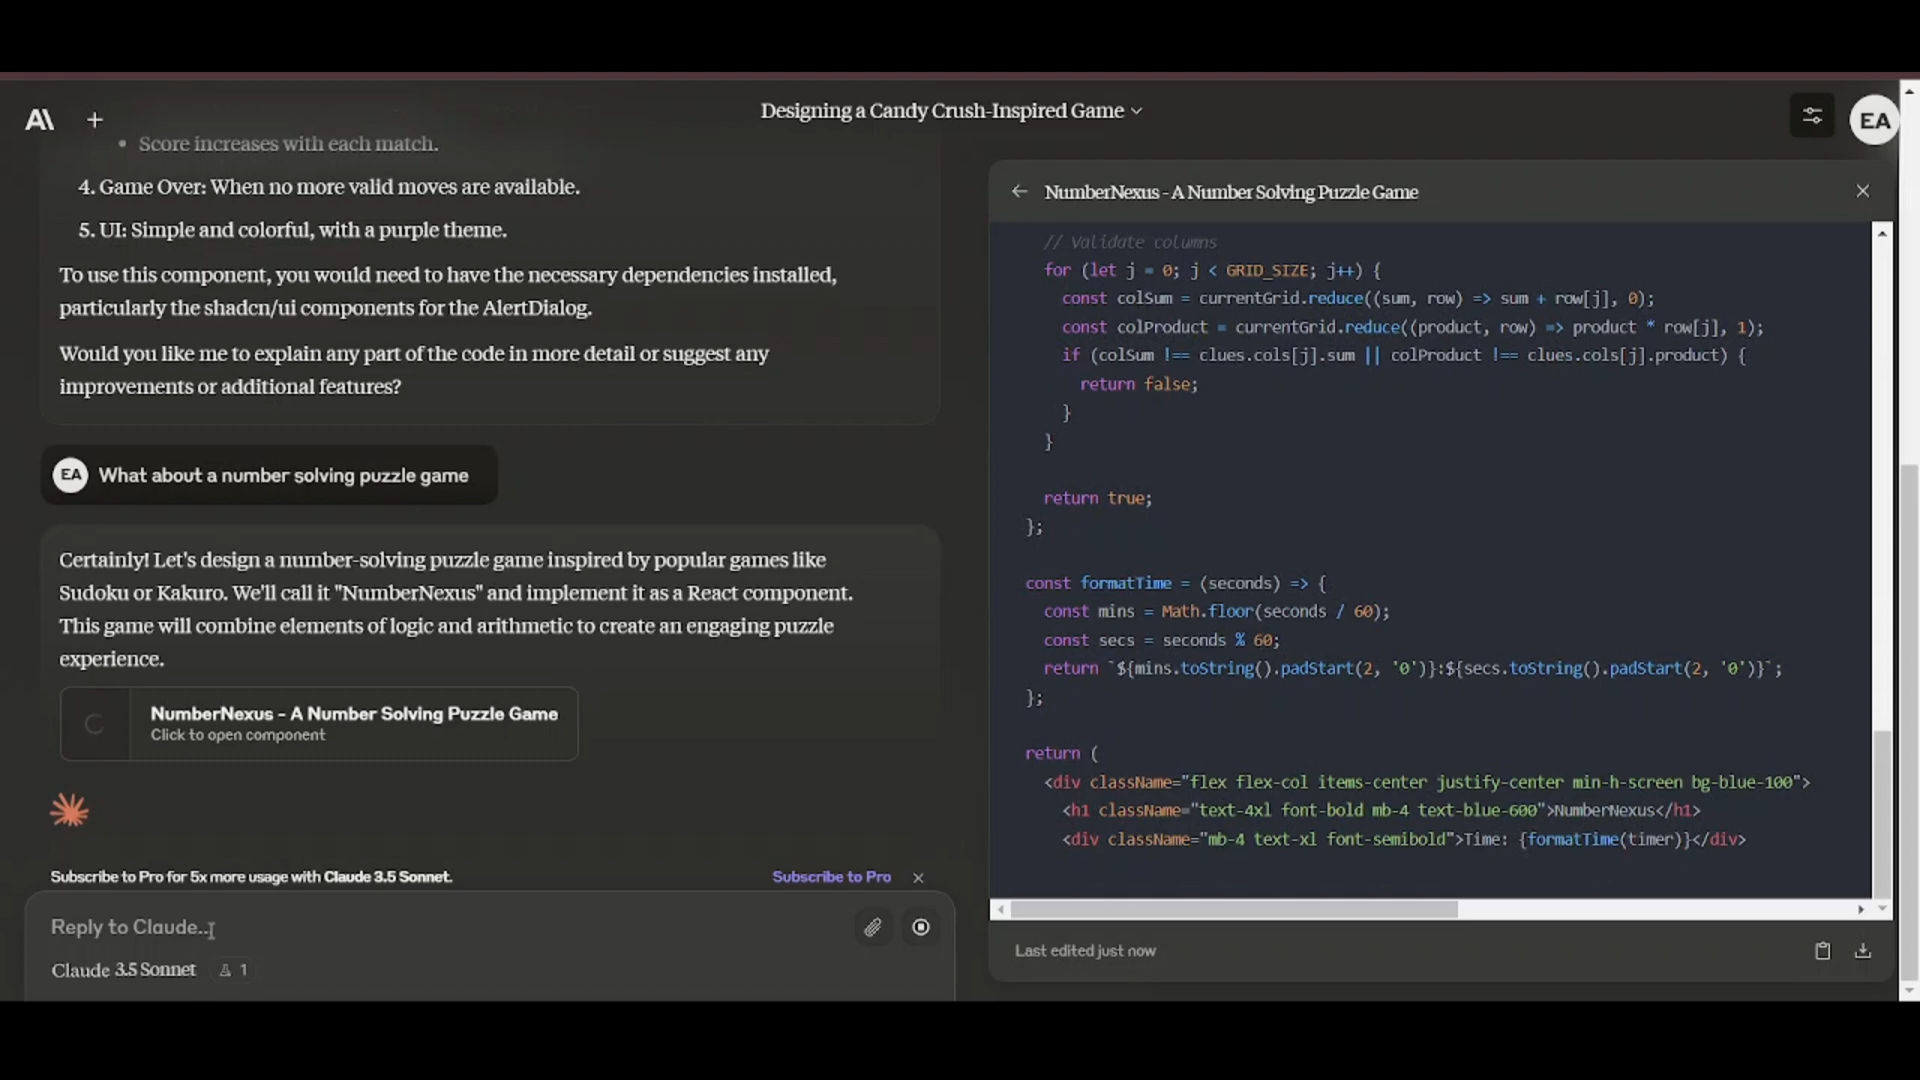 Designing a Candy Crush-Inspired Game
EA
• Score increases with each match.
4. Game Over: When no more valid moves are available.
5. UI: Simple and colorful, with a purple theme.
To use this component, you would need to have the necessary dependencies installed,
particularly the shadcn/ui components for the AlertDialog.
Would you like me to explain any part of the code in more detail or suggest any
improvements or additional features?
EA What about a number solving puzzle game
Certainly! Let's design a number-solving puzzle game inspired by popular games like
Sudoku or Kakuro. We'll call it "NumberNexus" and implement it as a React component.
This game will combine elements of logic and arithmetic to create an engaging puzzle
experience.
NumberNexus - A Number Solving Puzzle Game
Click to open component
Subscribe to Pro for 5x more usage with Claude 3.5 Sonnet. Subscribe to Pro
Reply to Claude...
Claude 3.5 Sonnet 1
NumberNexus - A Number Solving Puzzle Game
// Validate columns
for (let j = 0; j < GRID_SIZE; j++) {
const colSum = currentGrid.reduce((sum, row) => sum + row[j], 0);
const colProduct = currentGrid.reduce((product, row) => product * row[j], 1);
if (colSum !== clues.cols[j].sum || colProduct !== clues.cols[j].product) {
return false;
}
}
return true;
};
const formatTime = (seconds) => {
const mins = Math.floor(seconds / 60);
const secs = seconds % 60;
return `${mins.toString().padStart(2, '0')}:${secs.toString().padStart(2, '0')}`;
};
return (
<div className="flex flex-col items-center justify-center min-h-screen bg-blue-100">
<h1 className="text-4xl font-bold mb-4 text-blue-600">NumberNexus</h1>
<div className="mb-4 text-xl font-semibold">Time: {formatTime(timer)}</div>
Last edited just now